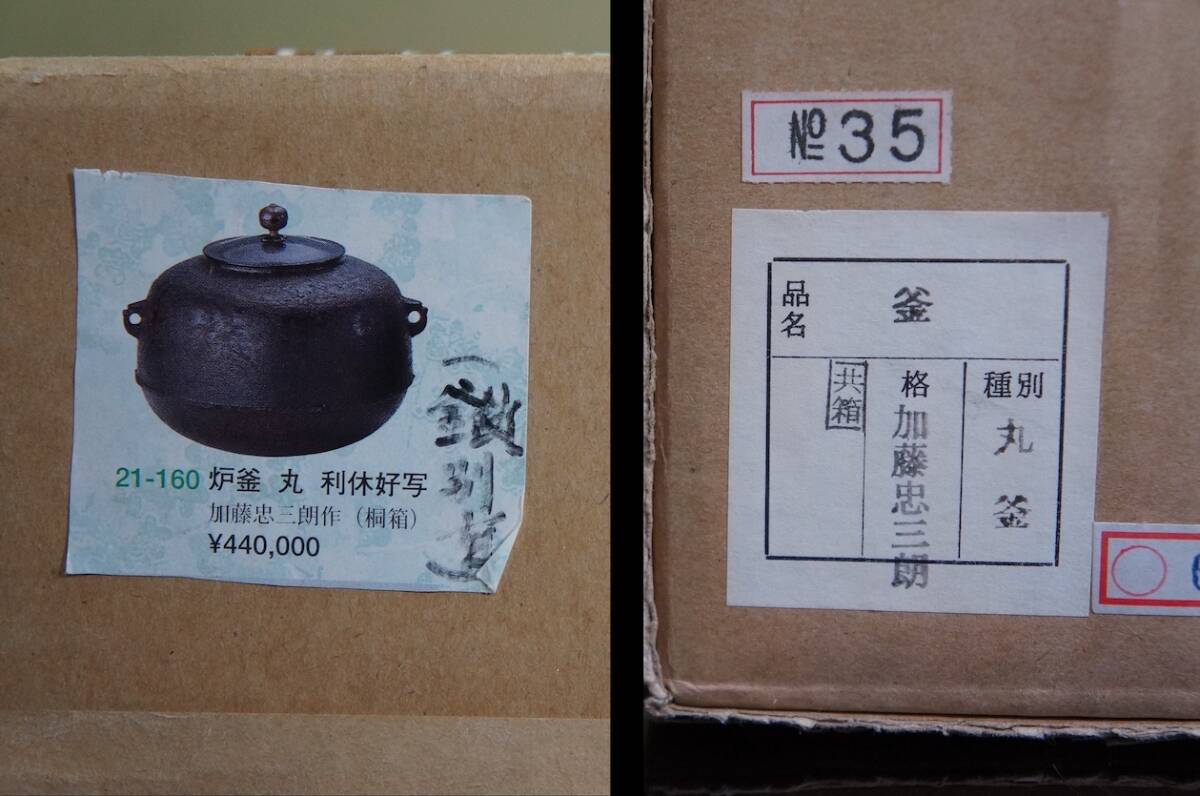 21-160 炉釜 丸 利休好写
加藤忠三朗作（桐箱）
¥440,000
№35
品名
釜
種別
丸釜
格
加藤忠三朗
共箱